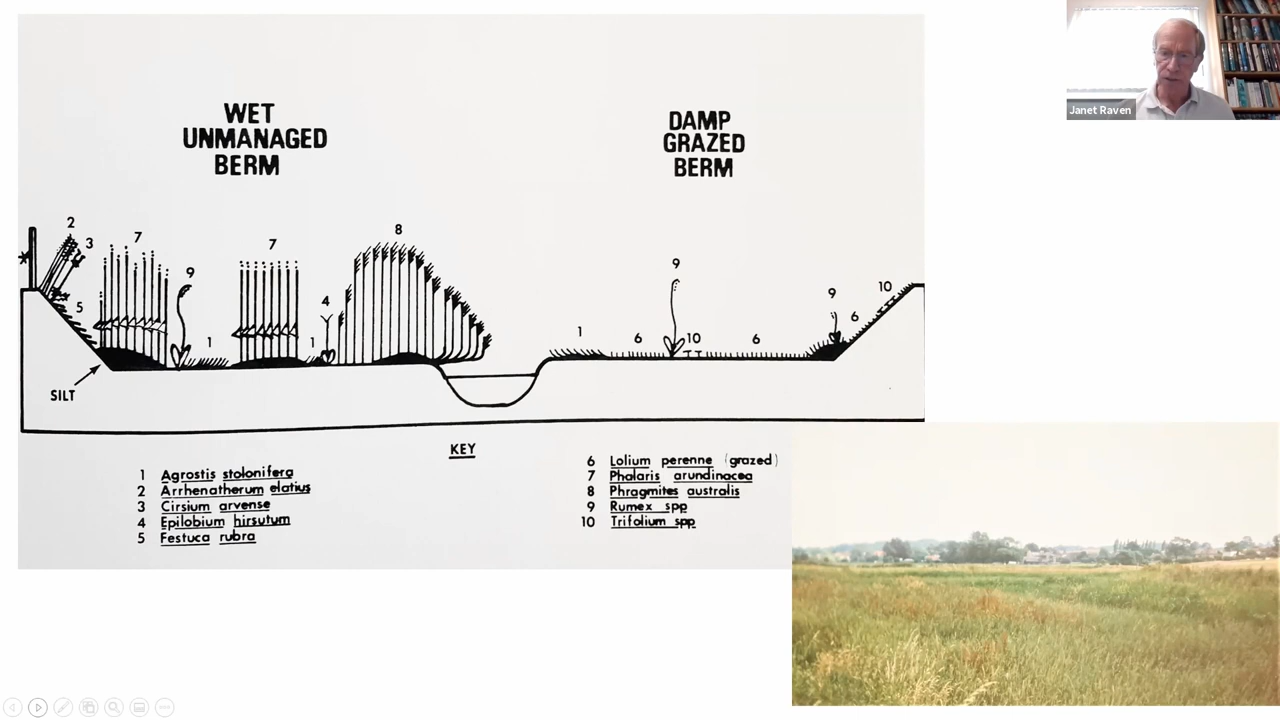 WET
UNMANAGED
BERM
DAMP
GRAZED
BERM
Janet Raven
2
3
7
9
5
1
7
4
1
8
1
6
9
10
6
9
6
10
SILT
KEY
1 Agrostis stolonifera
2 Arrhenatherum elatius
3 Cirsium arvense
4 Epilobium hirsutum
5 Festuca rubra
6 Lolium perenne (grazed)
7 Phalaris arundinacea
8 Phragmites australis
9 Rumex spp
10 Trifolium spp